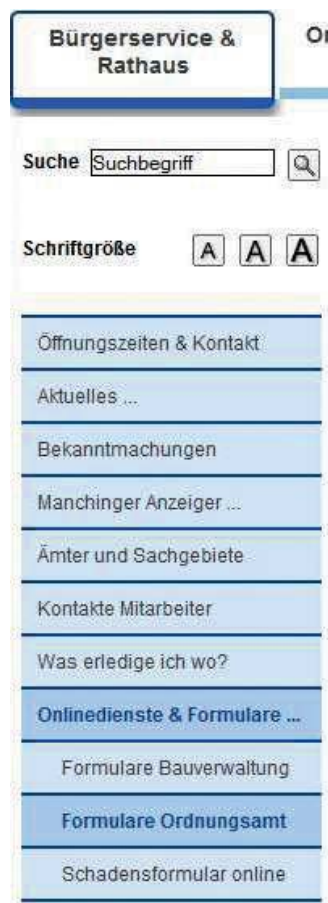 Bürgerservice &
Rathaus
Suche Suchbegriff
Schriftgröße A A A
Öffnungszeiten & Kontakt
Aktuelles ...
Bekanntmachungen
Manchinger Anzeiger ...
Ämter und Sachgebiete
Kontakte Mitarbeiter
Was erledige ich wo?
Onlinedienste & Formulare ...
Formulare Bauverwaltung
Formulare Ordnungsamt
Schadensformular online